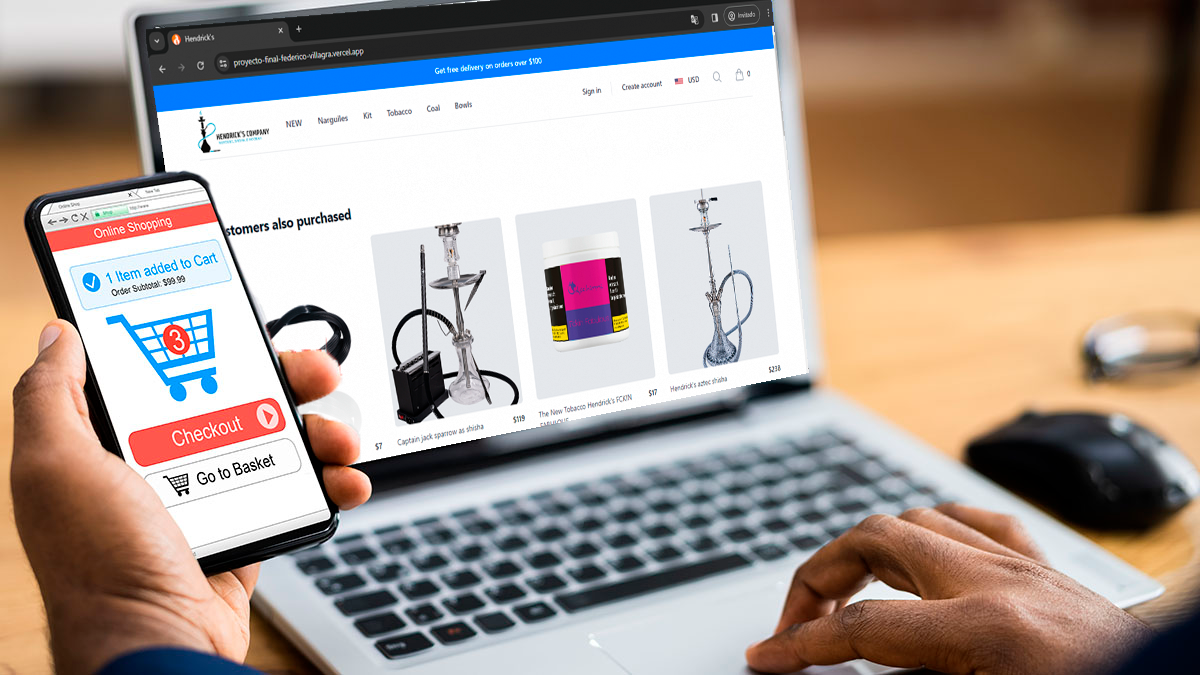 Hendrick's
Invitado
proyecto-final-federico-villagra.vercel.app
Get free delivery on orders over $100
HENDRICK'S COMPANY
NEW
Narguiles
Kit
Tobacco
Coal
Bowls
Sign in
Create account
USD
0
stomers also purchased
$7
Captain jack sparrow as shisha
$119
The New Tobacco Hendrick's FCKIN
$17
Hendrick's aztec shisha
$238
Online Shop
New Tab
http://www
Online Shopping
1 Item added to Cart
Order Subtotal: $99.99
3
Checkout
Go to Basket